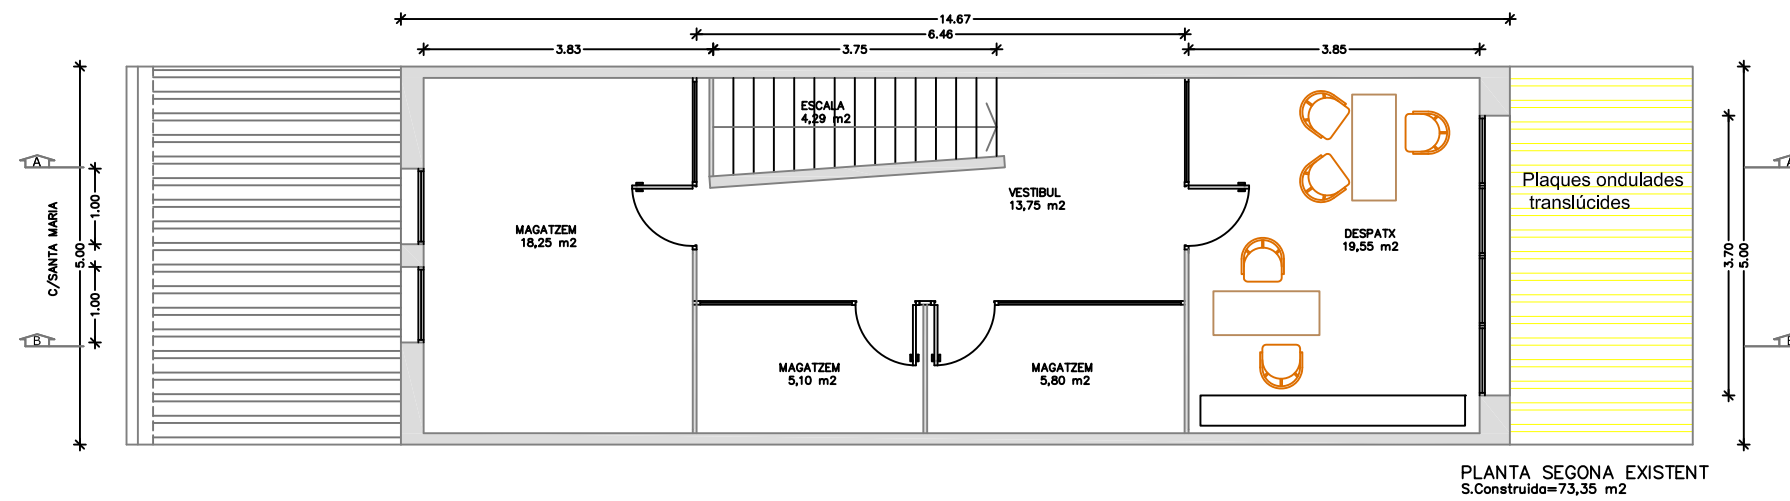 14.67
6.46
3.83
3.75
3.85
ESCALA
4,29 m2
A
A
C/SANTA MARIA
5.00
1.00
1.00
MAGATZEM
18,25 m2
VESTIBUL
13,75 m2
DESPATX
19,55 m2
Plaques ondulades
translúcides
3.70
5.00
B
MAGATZEM
5,10 m2
MAGATZEM
5,80 m2
PLANTA SEGONA EXISTENT
S.Construida=73,35 m2